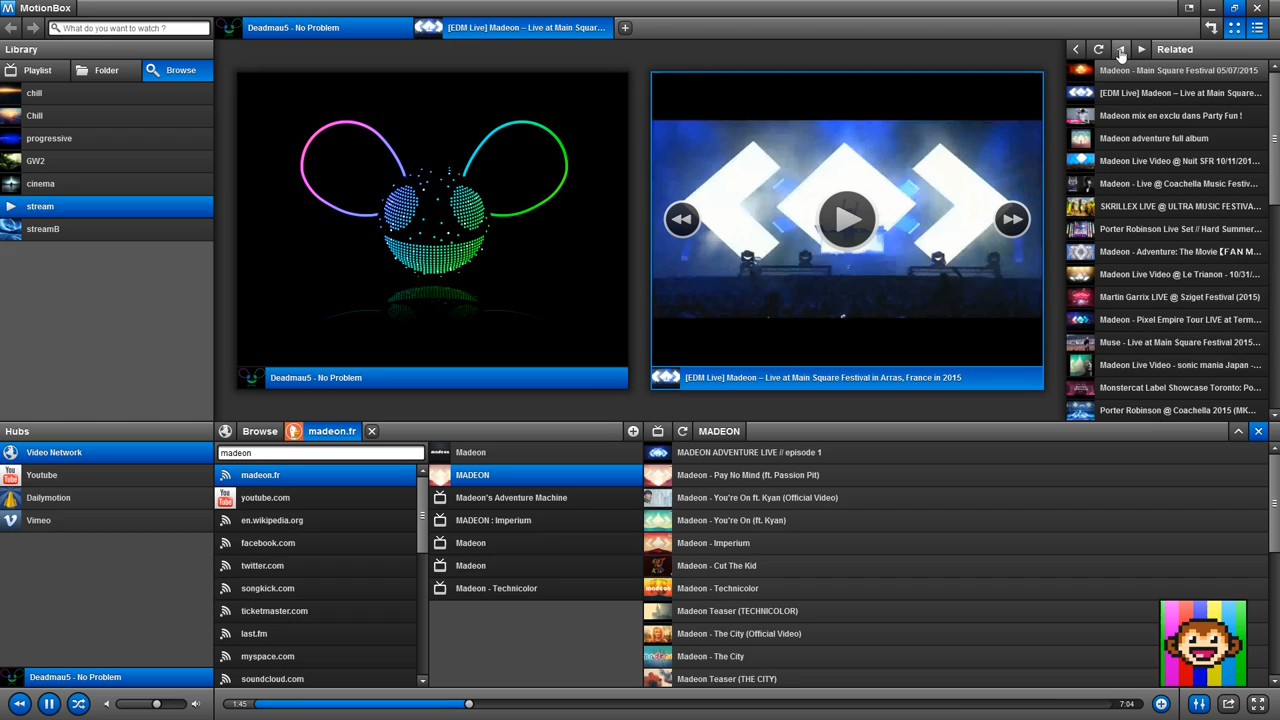 MotionBox
What do you want to watch ?
Deadmau5 - No Problem
[EDM Live] Madeon – Live at Main Squar...
Library
Playlist
Folder
Browse
chill
Chill
progressive
GW2
cinema
stream
streamB
Deadmau5 - No Problem
[EDM Live] Madeon – Live at Main Square Festival in Arras, France in 2015
Related
Madeon - Main Square Festival 05/07/2015
[EDM Live] Madeon – Live at Main Square...
Madeon mix en exclu dans Party Fun !
Madeon adventure full album
Madeon Live Video @ Nuit SFR 10/11/201...
Madeon - Live @ Coachella Music Festiv...
SKRILLEX LIVE @ ULTRA MUSIC FESTIVA...
Porter Robinson Live Set // Hard Summer...
Madeon - Adventure: The Movie【FAN M...
Madeon Live Video @ Le Trianon - 10/31/...
Martin Garrix LIVE @ Sziget Festival (2015)
Madeon - Pixel Empire Tour LIVE at Term...
Muse - Live at Main Square Festival 2015...
Madeon Live Video - sonic mania Japan -...
Monstercat Label Showcase Toronto: Po...
Porter Robinson @ Coachella 2015 (MK...
Hubs
Video Network
Youtube
Dailymotion
Vimeo
Browse
madeon.fr
madeon
madeon.fr
youtube.com
en.wikipedia.org
facebook.com
twitter.com
songkick.com
ticketmaster.com
last.fm
myspace.com
soundcloud.com
Madeon
MADEON
Madeon's Adventure Machine
MADEON : Imperium
Madeon
Madeon
Madeon - Technicolor
MADEON
MADEON ADVENTURE LIVE // episode 1
Madeon - Pay No Mind (ft. Passion Pit)
Madeon - You're On ft. Kyan (Official Video)
Madeon - You're On (ft. Kyan)
Madeon - Imperium
Madeon - Cut The Kid
Madeon - Technicolor
Madeon Teaser (TECHNICOLOR)
Madeon - The City (Official Video)
Madeon - The City
Madeon Teaser (THE CITY)
Deadmau5 - No Problem
1:45
7:04